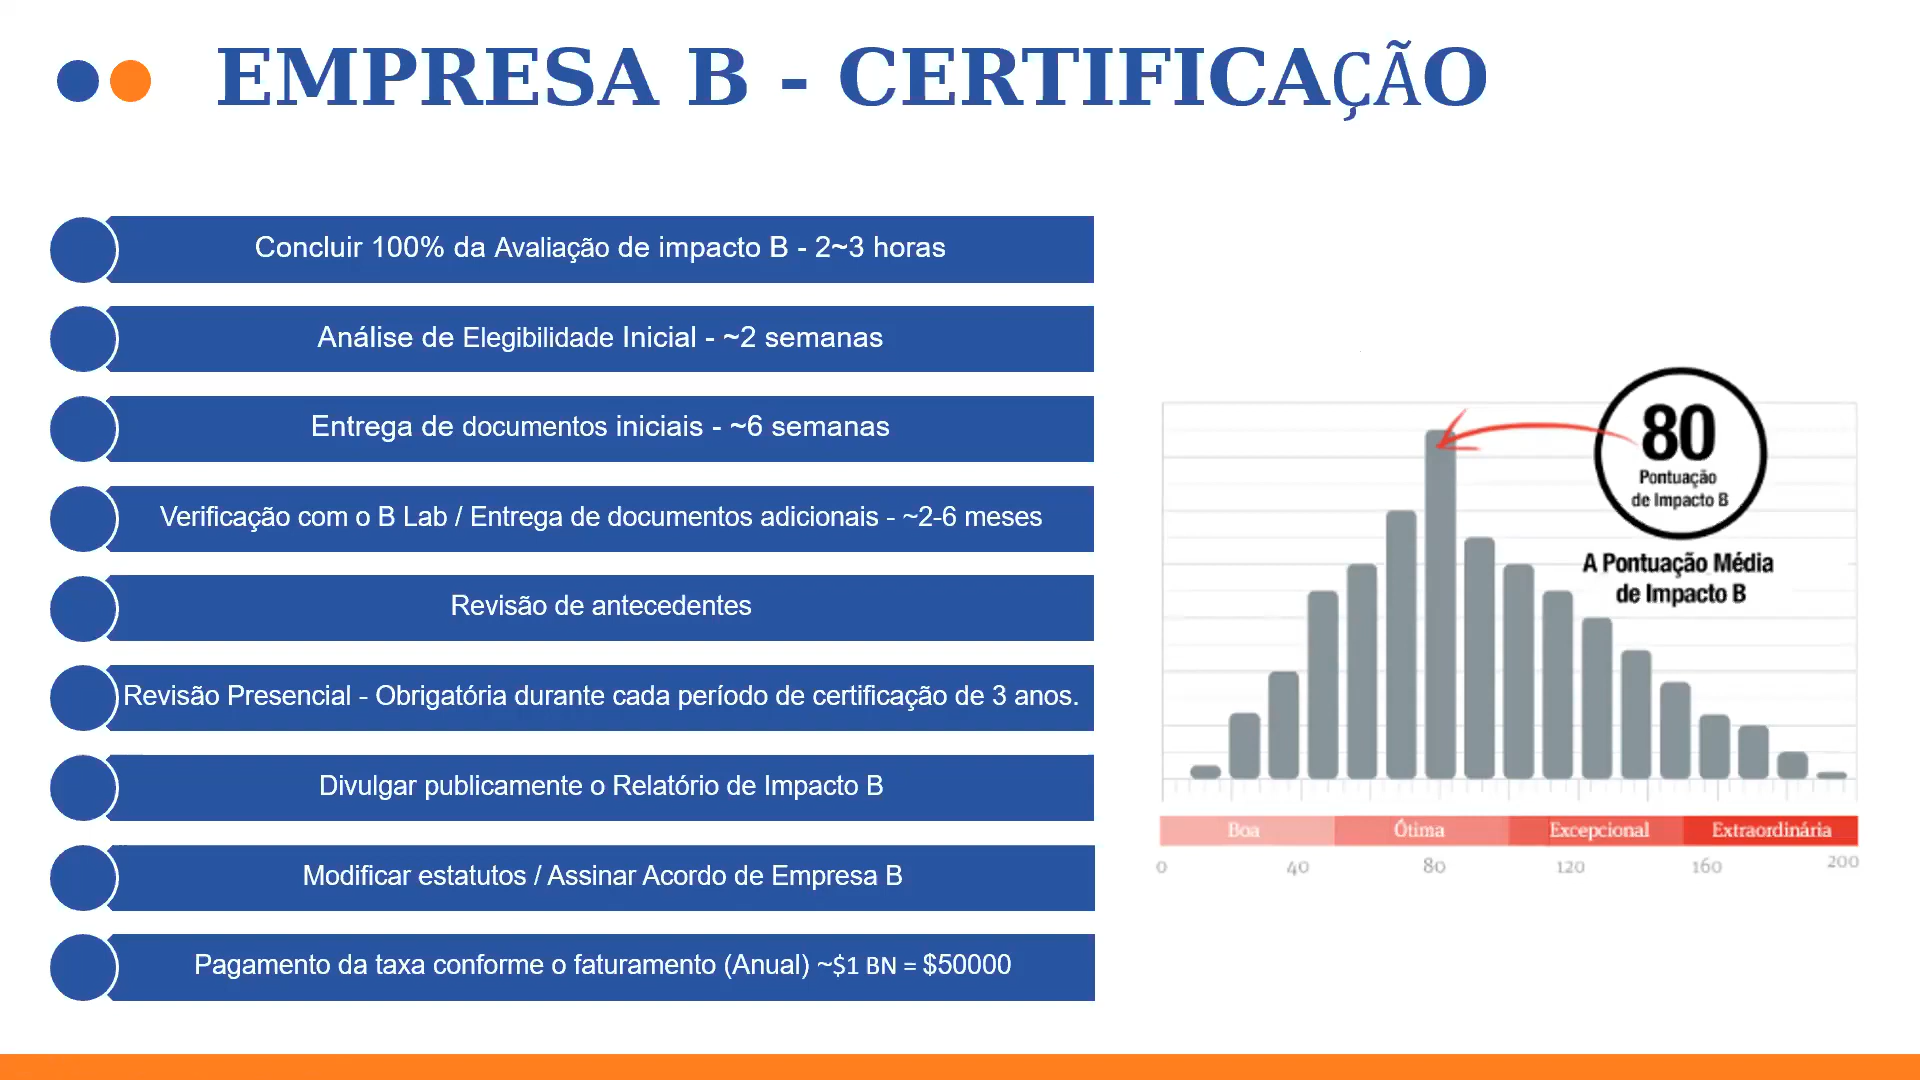 EMPRESA B - CERTIFICAÇÃO
Concluir 100% da Avaliação de impacto B - 2~3 horas
Análise de Elegibilidade Inicial - ~2 semanas
Entrega de documentos iniciais - ~6 semanas
Verificação com o B Lab / Entrega de documentos adicionais - ~2-6 meses
Revisão de antecedentes
Revisão Presencial - Obrigatória durante cada período de certificação de 3 anos.
Divulgar publicamente o Relatório de Impacto B
Modificar estatutos / Assinar Acordo de Empresa B
Pagamento da taxa conforme o faturamento (Anual) ~$1 BN = $50000
80
Pontuação
de Impacto B
A Pontuação Média
de Impacto B
Boa Ótima Excepcional Extraordinária
0 40 80 120 160 200